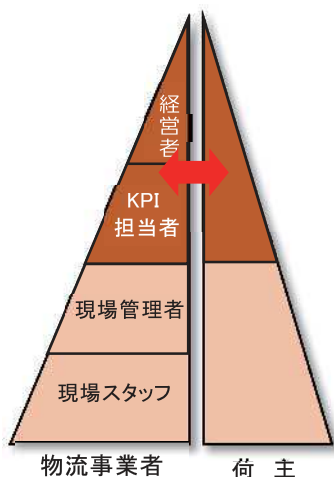 経営者
KPI
担当者
現場管理者
現場スタッフ
物流事業者
荷 主